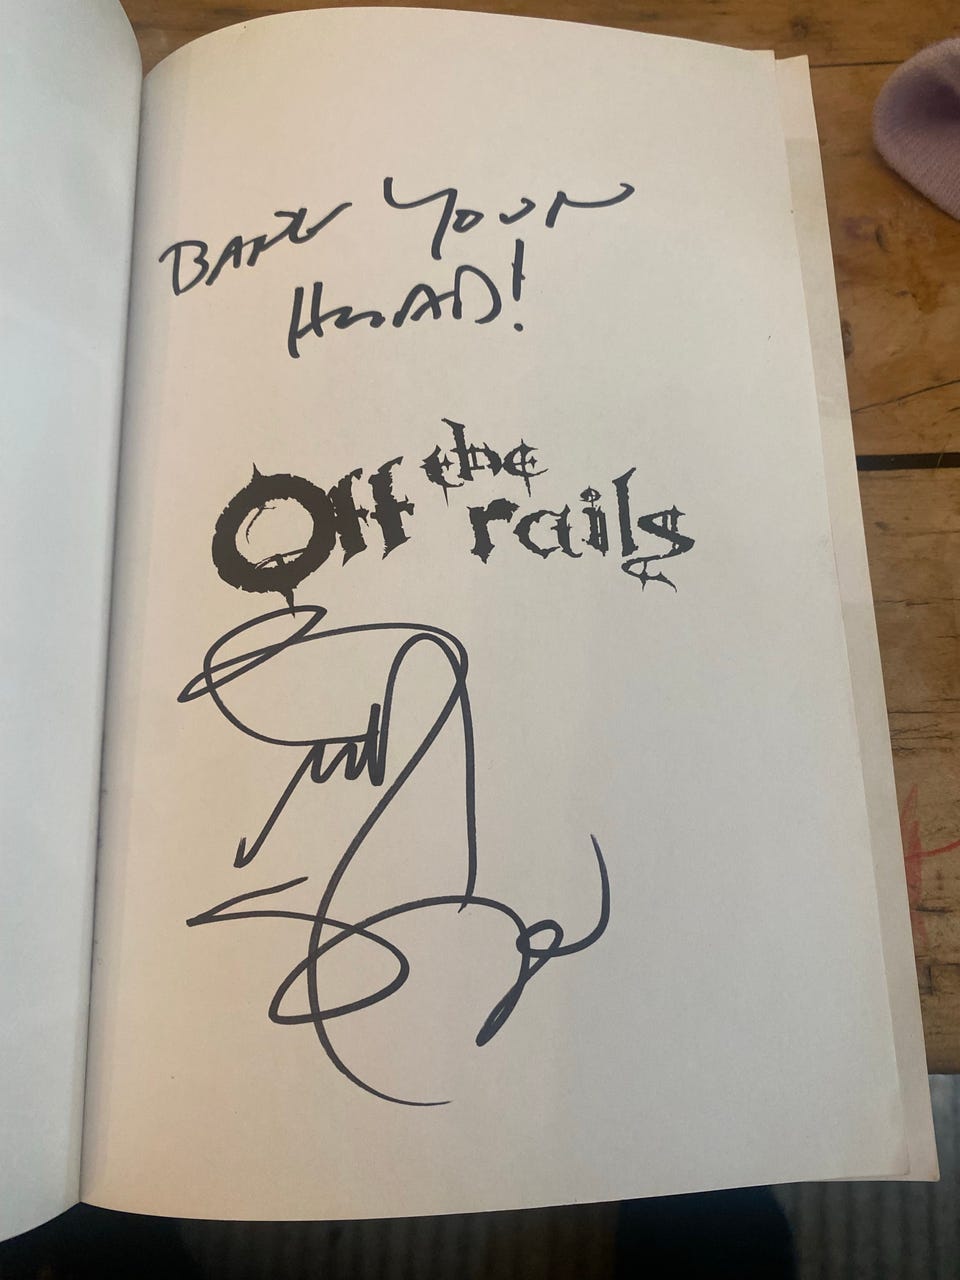 BANG YOUR
HEAD!
Off the rails